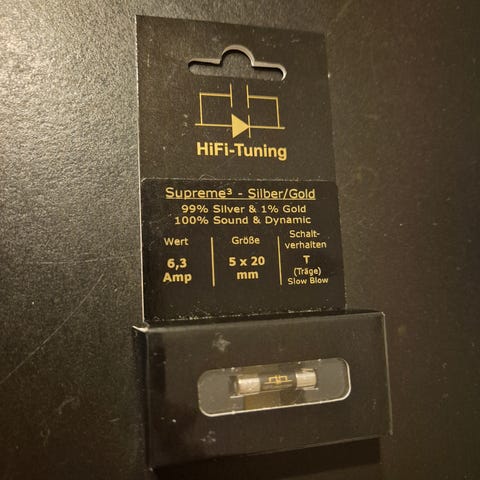 HiFi-Tuning
Supreme³ - Silber/Gold
99% Silver & 1% Gold
100% Sound & Dynamic
Wert
6,3
Amp
Größe
5 x 20
mm
Schalt-
verhalten
T
(Träge)
Slow Blow